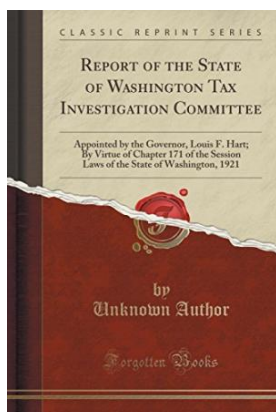 CLASSIC REPRINT SERIES
REPORT OF THE STATE
OF WASHINGTON TAX
INVESTIGATION COMMITTEE
Appointed by the Governor, Louis F. Hart;
By Virtue of Chapter 171 of the Session
Laws of the State of Washington, 1921
by
Unknown Author
Forgotten Books